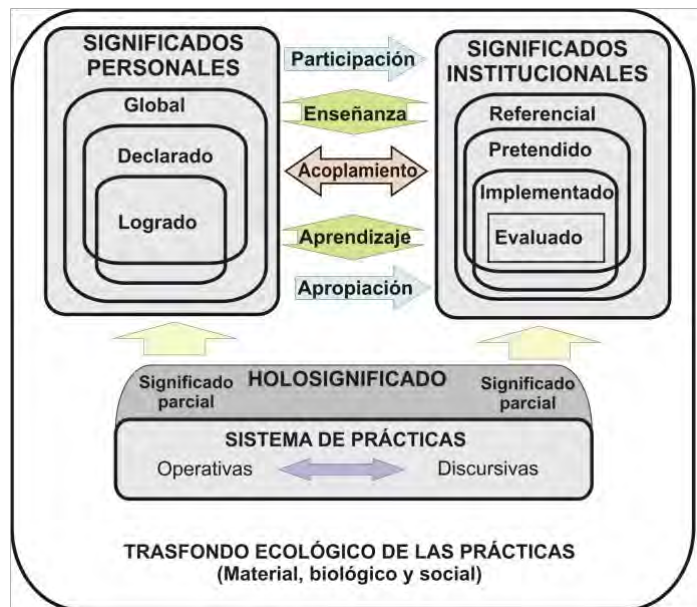 SIGNIFICADOS
PERSONALES
Global
Declarado
Logrado
Participación
Enseñanza
Acoplamiento
Aprendizaje
Apropiación
SIGNIFICADOS
INSTITUCIONALES
Referencial
Pretendido
Implementado
Evaluado
Significado
parcial
HOLOSIGNIFICADO
Significado
parcial
SISTEMA DE PRÁCTICAS
Operativas
Discursivas
TRASFONDO ECOLÓGICO DE LAS PRÁCTICAS
(Material, biológico y social)